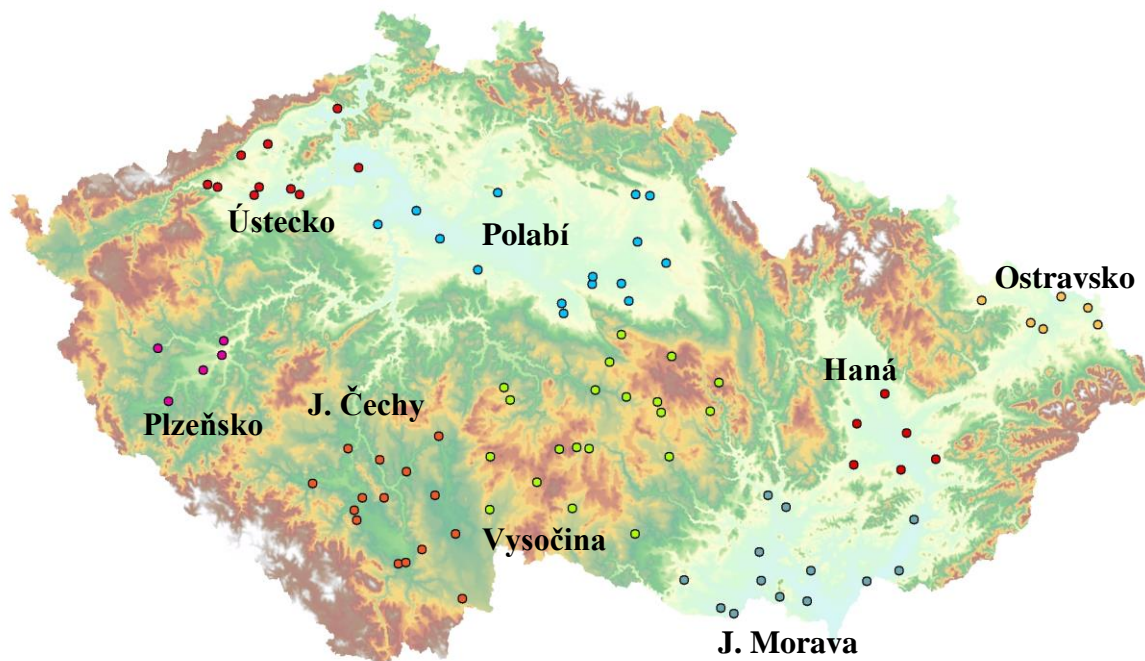 Ústecko
Polabí
Ostravsko
Haná
J. Čechy
Plzeňsko
Vysočina
J. Morava